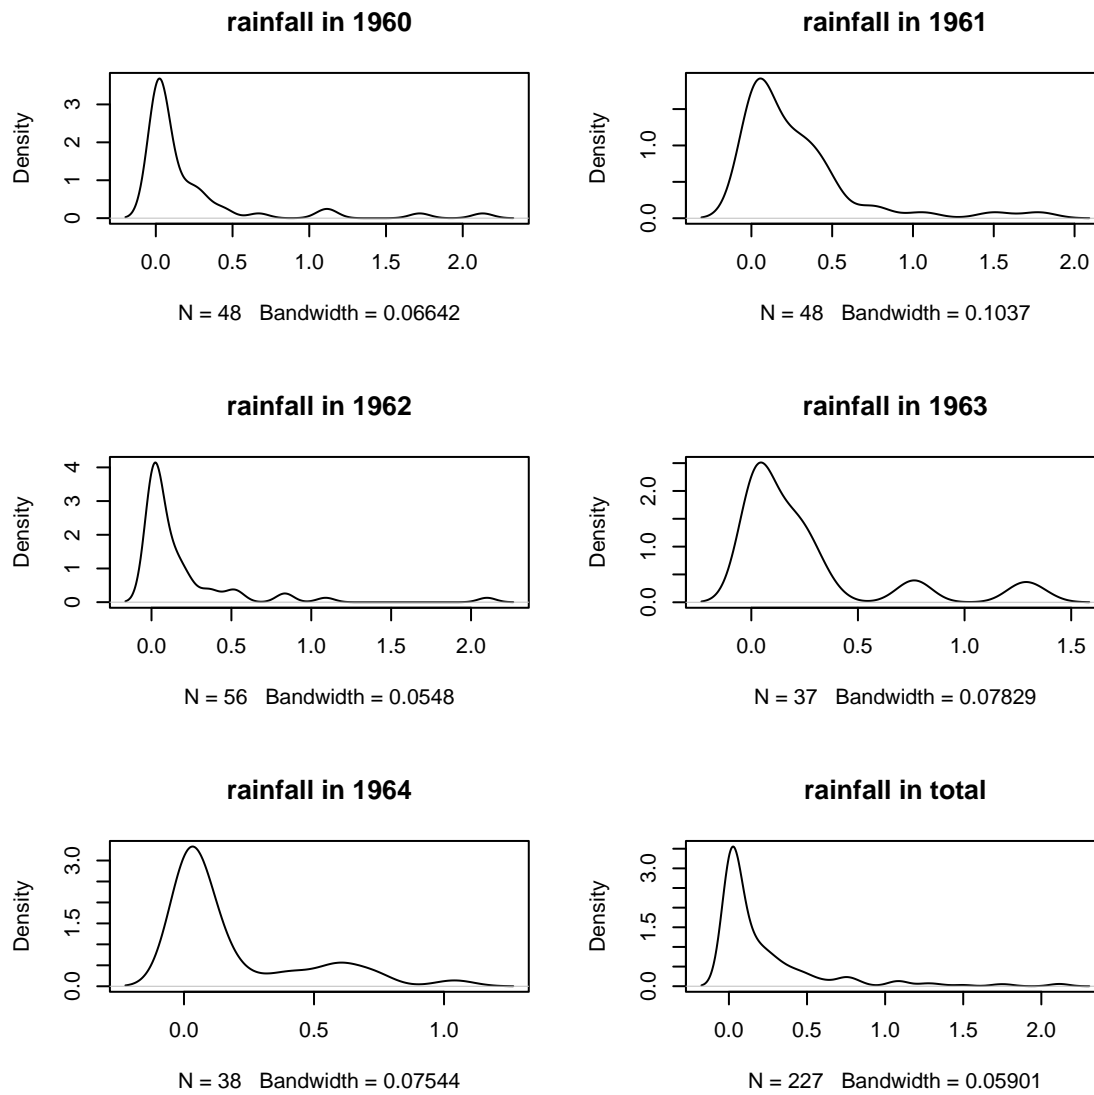 rainfall in 1960
Density
0 1 2 3
0.0 0.5 1.0 1.5 2.0
N = 48 Bandwidth = 0.06642
rainfall in 1961
Density
0.0 1.0
0.0 0.5 1.0 1.5 2.0
N = 48 Bandwidth = 0.1037
rainfall in 1962
Density
0 1 2 3 4
0.0 0.5 1.0 1.5 2.0
N = 56 Bandwidth = 0.0548
rainfall in 1963
Density
0.0 1.0 2.0
0.0 0.5 1.0 1.5
N = 37 Bandwidth = 0.07829
rainfall in 1964
Density
0.0 1.5 3.0
0.0 0.5 1.0
N = 38 Bandwidth = 0.07544
rainfall in total
Density
0.0 1.5 3.0
0.0 0.5 1.0 1.5 2.0
N = 227 Bandwidth = 0.05901